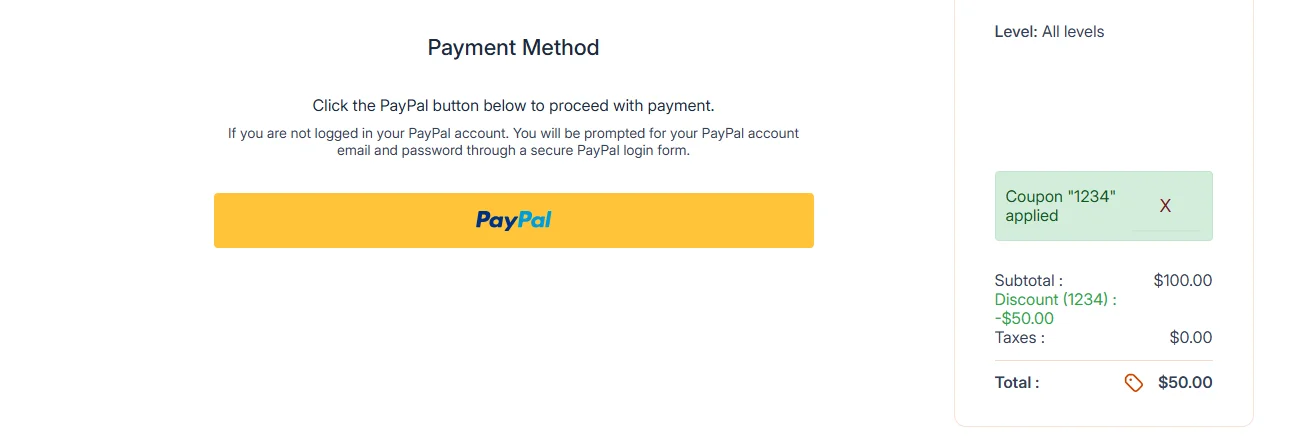 Payment Method
Click the PayPal button below to proceed with payment.
If you are not logged in your PayPal account. You will be prompted for your PayPal account
email and password through a secure PayPal login form.
PayPal
Level: All levels
Coupon "1234"
applied
X
Subtotal : $100.00
Discount (1234) :
-$50.00
Taxes : $0.00
Total : $50.00